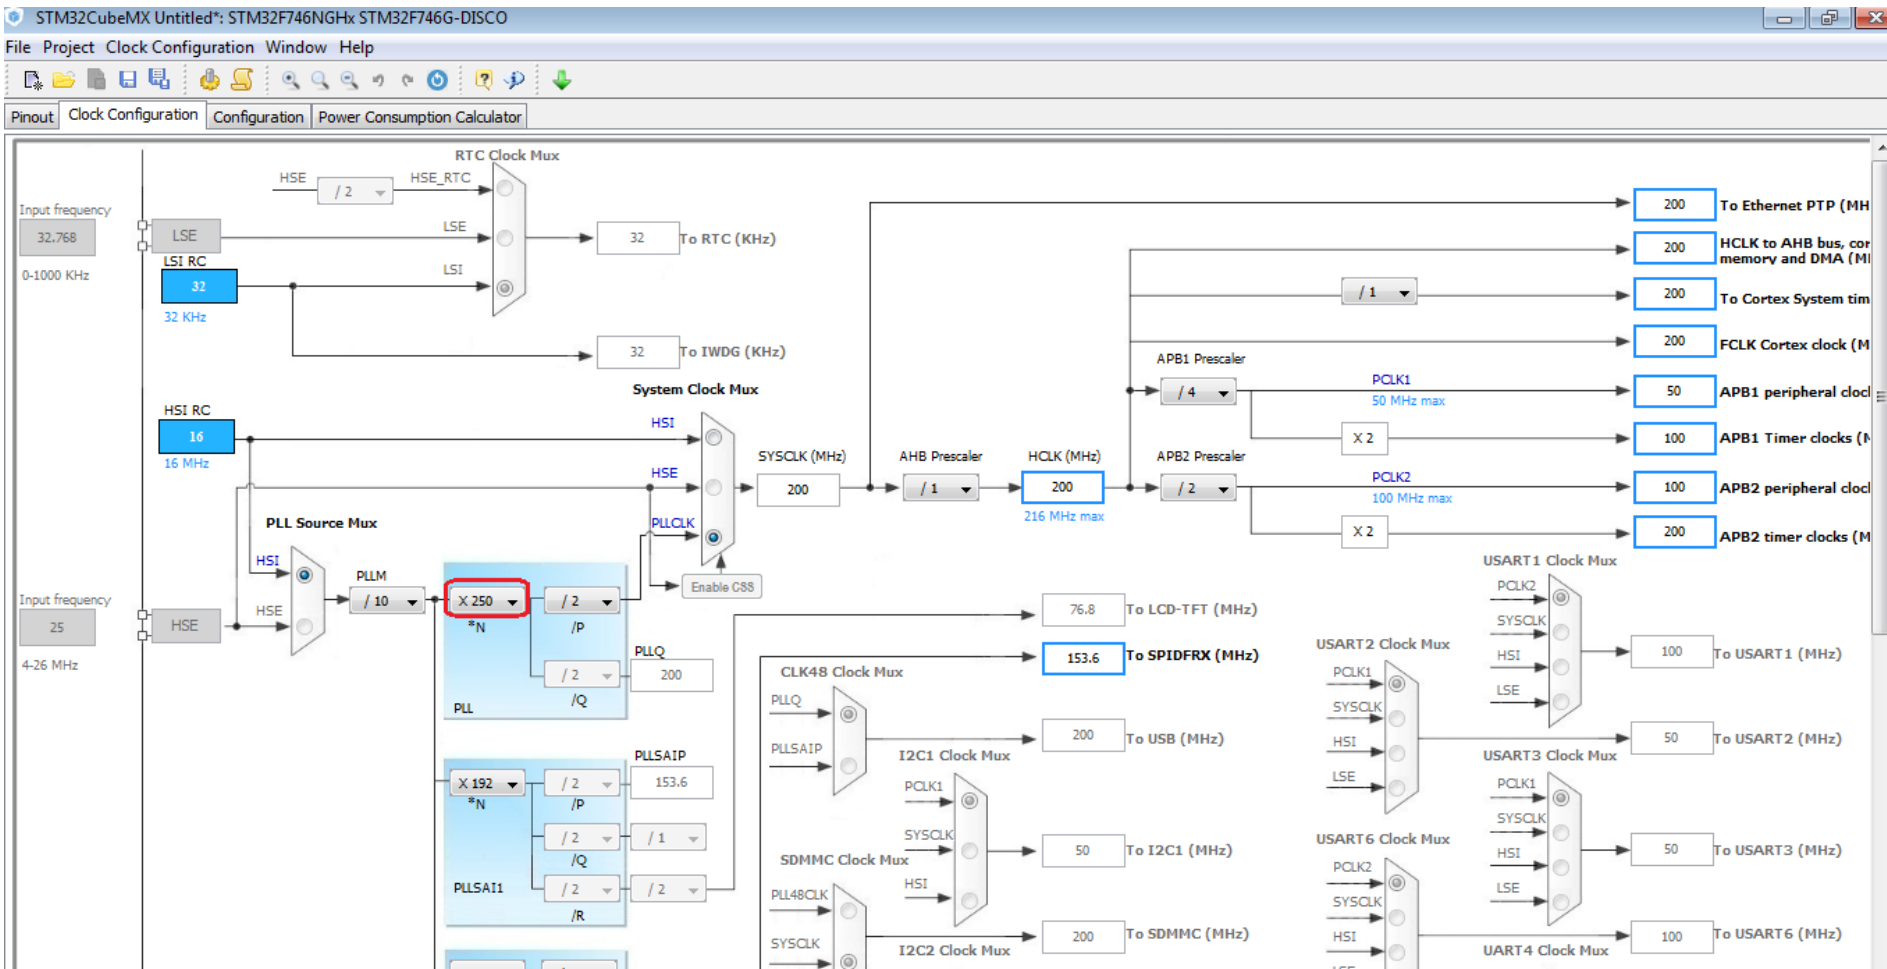 STM32CubeMX Untitled*: STM32F746NGHx STM32F746G-DISCO
File Project Clock Configuration Window Help
Pinout Clock Configuration Configuration Power Consumption Calculator
RTC Clock Mux
HSE / 2 HSE_RTC
Input frequency
32.768
LSE
LSE
32 To RTC (KHz)
0-1000 KHz
LSI RC
32
32 KHz
LSI
32 To IWDG (KHz)
200 To Ethernet PTP (MH
200 HCLK to AHB bus, cor
memory and DMA (M
/ 1
200 To Cortex System tim
200 FCLK Cortex clock (M
System Clock Mux
HSI RC
16
16 MHz
HSI
HSE
PLLCLK
SYSCLK (MHz)
200
AHB Prescaler
/ 1
HCLK (MHz)
200
216 MHz max
APB1 Prescaler
/ 4
PCLK1
50 MHz max
50 APB1 peripheral cloc
X 2
100 APB1 Timer clocks (M
APB2 Prescaler
/ 2
PCLK2
100 MHz max
100 APB2 peripheral cloc
X 2
200 APB2 timer clocks (M
Enable CSS
PLL Source Mux
HSI
HSE
PLLM
/ 10
Input frequency
25
HSE
4-26 MHz
X 250
*N
/ 2
/P
PLLQ
/ 2
200
/Q
PLL
PLLSAIP
X 192
*N
/ 2
153.6
/P
/ 2
/ 1
/Q
PLLSAI1
/ 2
/ 2
/R
76.8 To LCD-TFT (MHz)
153.6 To SPIDFRX (MHz)
CLK48 Clock Mux
PLLQ
PLLSAIP
200 To USB (MHz)
I2C1 Clock Mux
PCLK1
SYSCLK
HSI
50 To I2C1 (MHz)
SDMMC Clock Mux
PLL48CLK
SYSCLK
200 To SDMMC (MHz)
I2C2 Clock Mux
USART1 Clock Mux
PCLK2
SYSCLK
HSI
LSE
100 To USART1 (MHz)
USART2 Clock Mux
PCLK1
SYSCLK
HSI
LSE
50 To USART2 (MHz)
USART3 Clock Mux
PCLK1
SYSCLK
HSI
LSE
50 To USART3 (MHz)
USART6 Clock Mux
PCLK2
SYSCLK
HSI
100 To USART6 (MHz)
UART4 Clock Mux